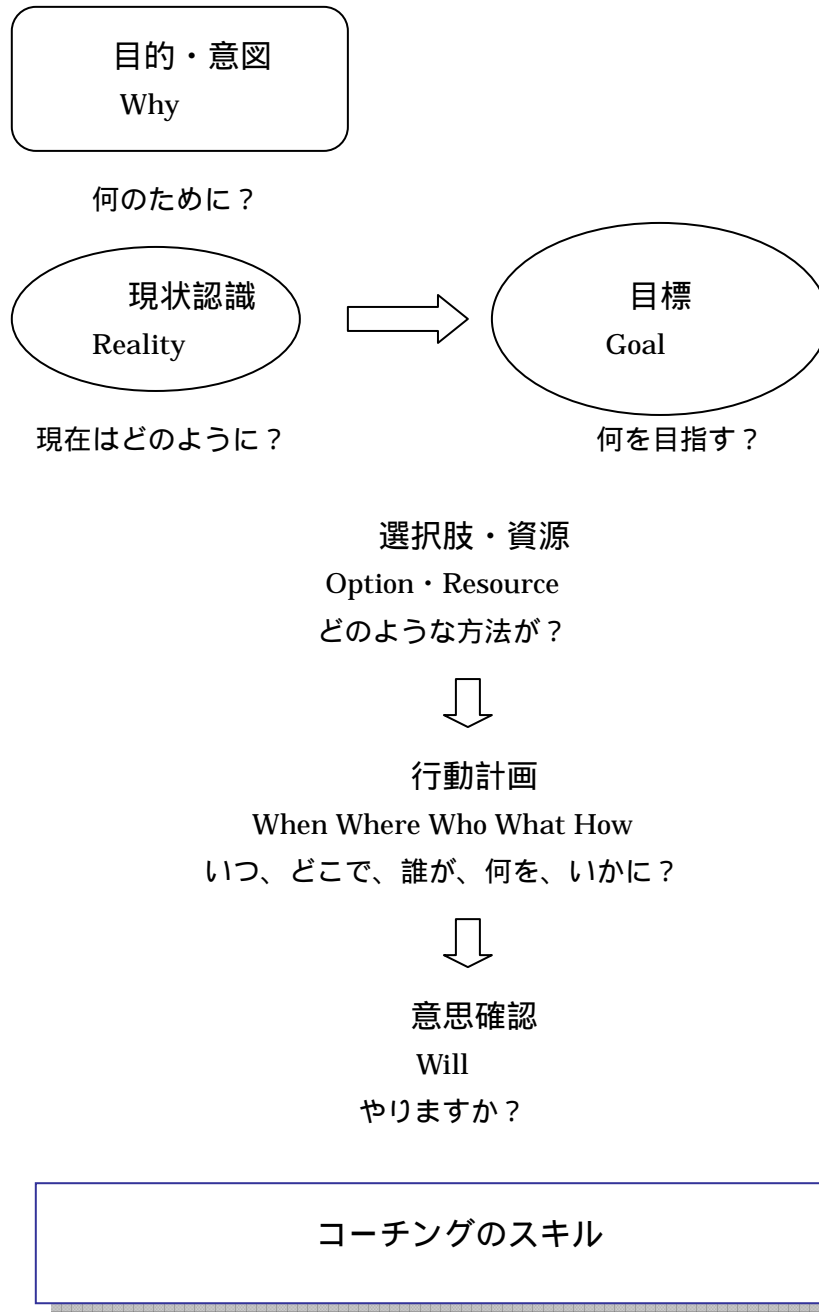 目的・意図
Why
何のために？
現状認識
Reality
目標
Goal
現在はどのように？
何を目指す？
選択肢・資源
Option・Resource
どのような方法が？
行動計画
When Where Who What How
いつ、どこで、誰が、何を、いかに？
意思確認
Will
やりますか？
コーチングのスキル